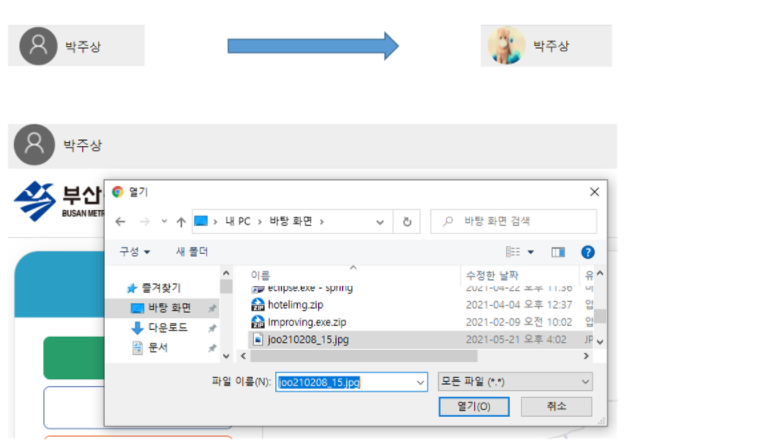 박주상
박주상
박주상
부산
BUSAN METR
열기
내 PC > 바탕 화면 >
바탕 화면 검색
구성
새 폴더
이름
수정한 날짜
유
즐겨찾기
바탕 화면
다운로드
문서
eclipse.exe - spring
2021-04-22 오후 11:36
hotelimg.zip
2021-04-04 오후 12:37
압
Improving.exe.zip
2021-02-09 오전 10:02
압
joo210208_15.jpg
2021-05-21 오후 4:02
JP
파일 이름(N):
joo210208_15.jpg
모든 파일 (*.*)
열기(O)
취소